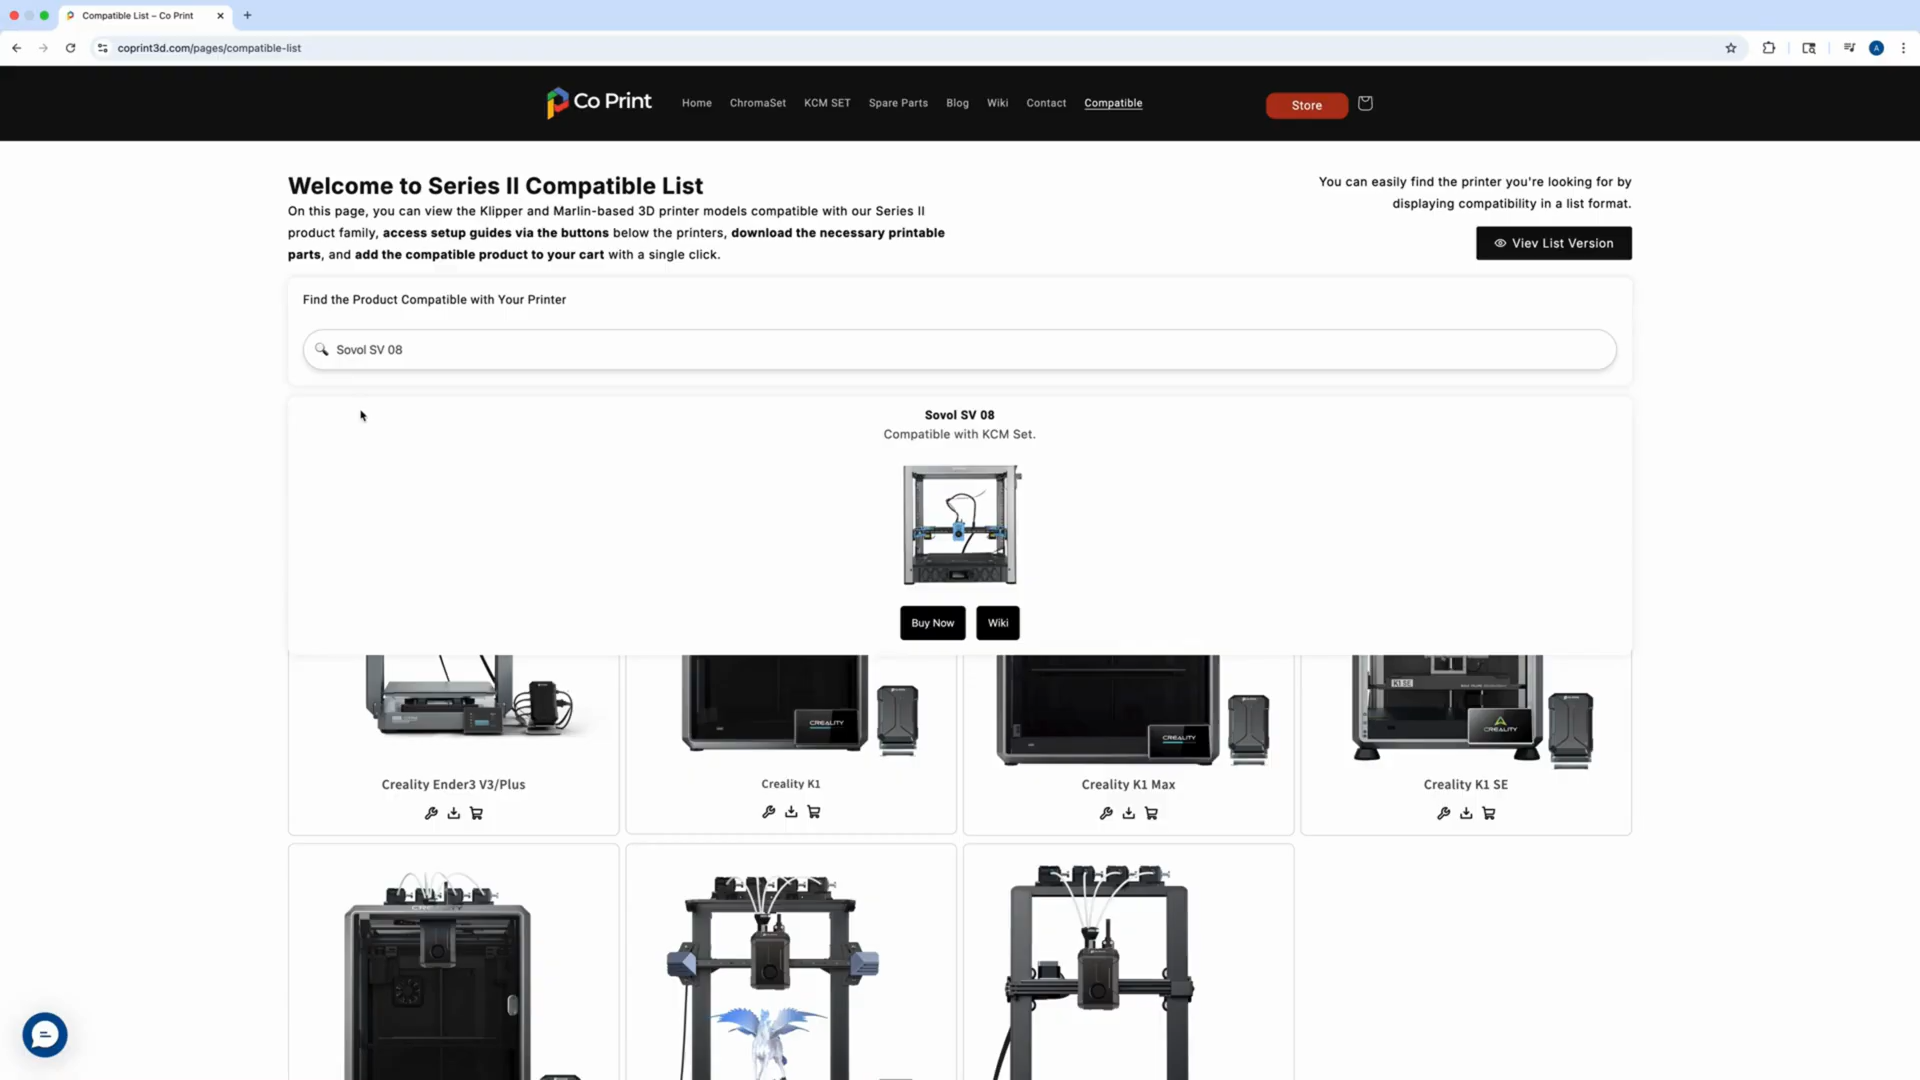 Compatible List – Co Print
coprint3d.com/pages/compatible-list
A
Co Print
Home
ChromaSet
KCM SET
Spare Parts
Blog
Wiki
Contact
Compatible
Store
Welcome to Series II Compatible List
On this page, you can view the Klipper and Marlin-based 3D printer models compatible with our Series II
product family, access setup guides via the buttons below the printers, download the necessary printable
parts, and add the compatible product to your cart with a single click.
You can easily find the printer you're looking for by
displaying compatibility in a list format.
Viev List Version
Find the Product Compatible with Your Printer
Sovol SV 08
Sovol SV 08
Compatible with KCM Set.
Buy Now
Wiki
CREALITY
CREALITY
K1 SE
CREALITY
Creality Ender3 V3/Plus
Creality K1
Creality K1 Max
Creality K1 SE
CREALITY